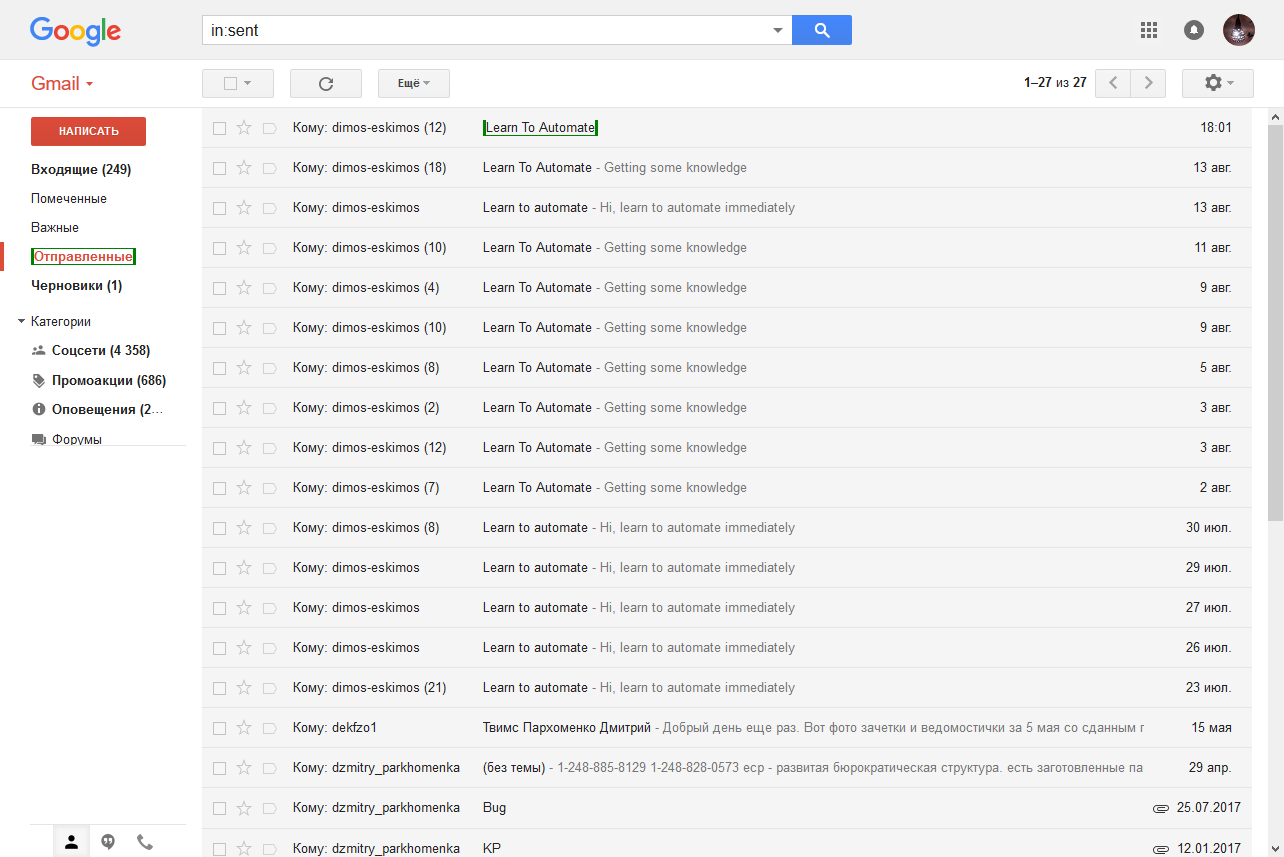 Google
in:sent
Gmail
Ещё
1–27 из 27
НАПИСАТЬ
Входящие (249)
Помеченные
Важные
Отправленные
Черновики (1)
Категории
Соцсети (4 358)
Промоакции (686)
Оповещения (2…
Форумы
Кому: dimos-eskimos (12) Learn To Automate 18:01
Кому: dimos-eskimos (18) Learn To Automate - Getting some knowledge 13 авг.
Кому: dimos-eskimos Learn to automate - Hi, learn to automate immediately 13 авг.
Кому: dimos-eskimos (10) Learn To Automate - Getting some knowledge 11 авг.
Кому: dimos-eskimos (4) Learn To Automate - Getting some knowledge 9 авг.
Кому: dimos-eskimos (10) Learn To Automate - Getting some knowledge 9 авг.
Кому: dimos-eskimos (8) Learn To Automate - Getting some knowledge 5 авг.
Кому: dimos-eskimos (2) Learn To Automate - Getting some knowledge 3 авг.
Кому: dimos-eskimos (12) Learn To Automate - Getting some knowledge 3 авг.
Кому: dimos-eskimos (7) Learn To Automate - Getting some knowledge 2 авг.
Кому: dimos-eskimos (8) Learn to automate - Hi, learn to automate immediately 30 июл.
Кому: dimos-eskimos Learn to automate - Hi, learn to automate immediately 29 июл.
Кому: dimos-eskimos Learn to automate - Hi, learn to automate immediately 27 июл.
Кому: dimos-eskimos Learn to automate - Hi, learn to automate immediately 26 июл.
Кому: dimos-eskimos (21) Learn to automate - Hi, learn to automate immediately 23 июл.
Кому: dekfzo1 Твимс Пархоменко Дмитрий - Добрый день еще раз. Вот фото зачетки и ведомостички за 5 мая со сданным 15 мая
Кому: dzmitry_parkhomenka (без темы) - 1-248-885-8129 1-248-828-0573 еср - развитая бюрократическая структура. есть заготовленные па 29 апр.
Кому: dzmitry_parkhomenka Bug 25.07.2017
Кому: dzmitry_parkhomenka KP 12.01.2017